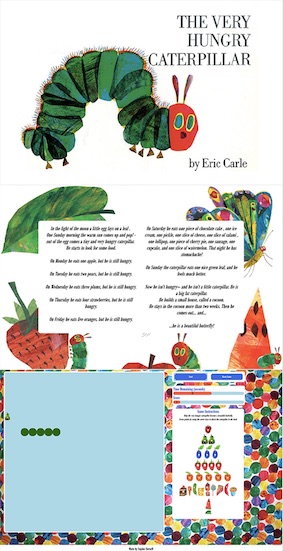 THE VERY
HUNGRY
CATERPILLAR
by Eric Carle
In the light of the moon a little egg lay on a leaf.
One Sunday morning the warm sun came up and pop! -
out of the egg comes a tiny and very hungry caterpillar.
He starts to look for some food.
On Monday he eats one apple, but he is still hungry.
On Tuesday he eats two pears, but he is still hungry.
On Wednesday he eats three plums, but he is still hungry.
On Thursday he eats four strawberries, but he is still
hungry.
On Friday he eats five oranges, but he is still hungry.
On Saturday he eats one piece of chocolate cake, one ice
cream, one pickle, one slice of cheese, one slice of salami,
one lollipop, one piece of cherry pie, one sausage, one
cupcake, and one slice of watermelon. That night he has
stomachache!
On Sunday the caterpillar eats one nice green leaf, and he
feels much better.
Now he isn't hungry - and he isn't a little caterpillar. He is
a big fat caterpillar.
He builds a small house, called a cocoon.
He stays in the cocoon more than two weeks. Then he
comes out, and...
...he is a beautiful butterfly!
Time Remaining (seconds)
Score
Game Instructions